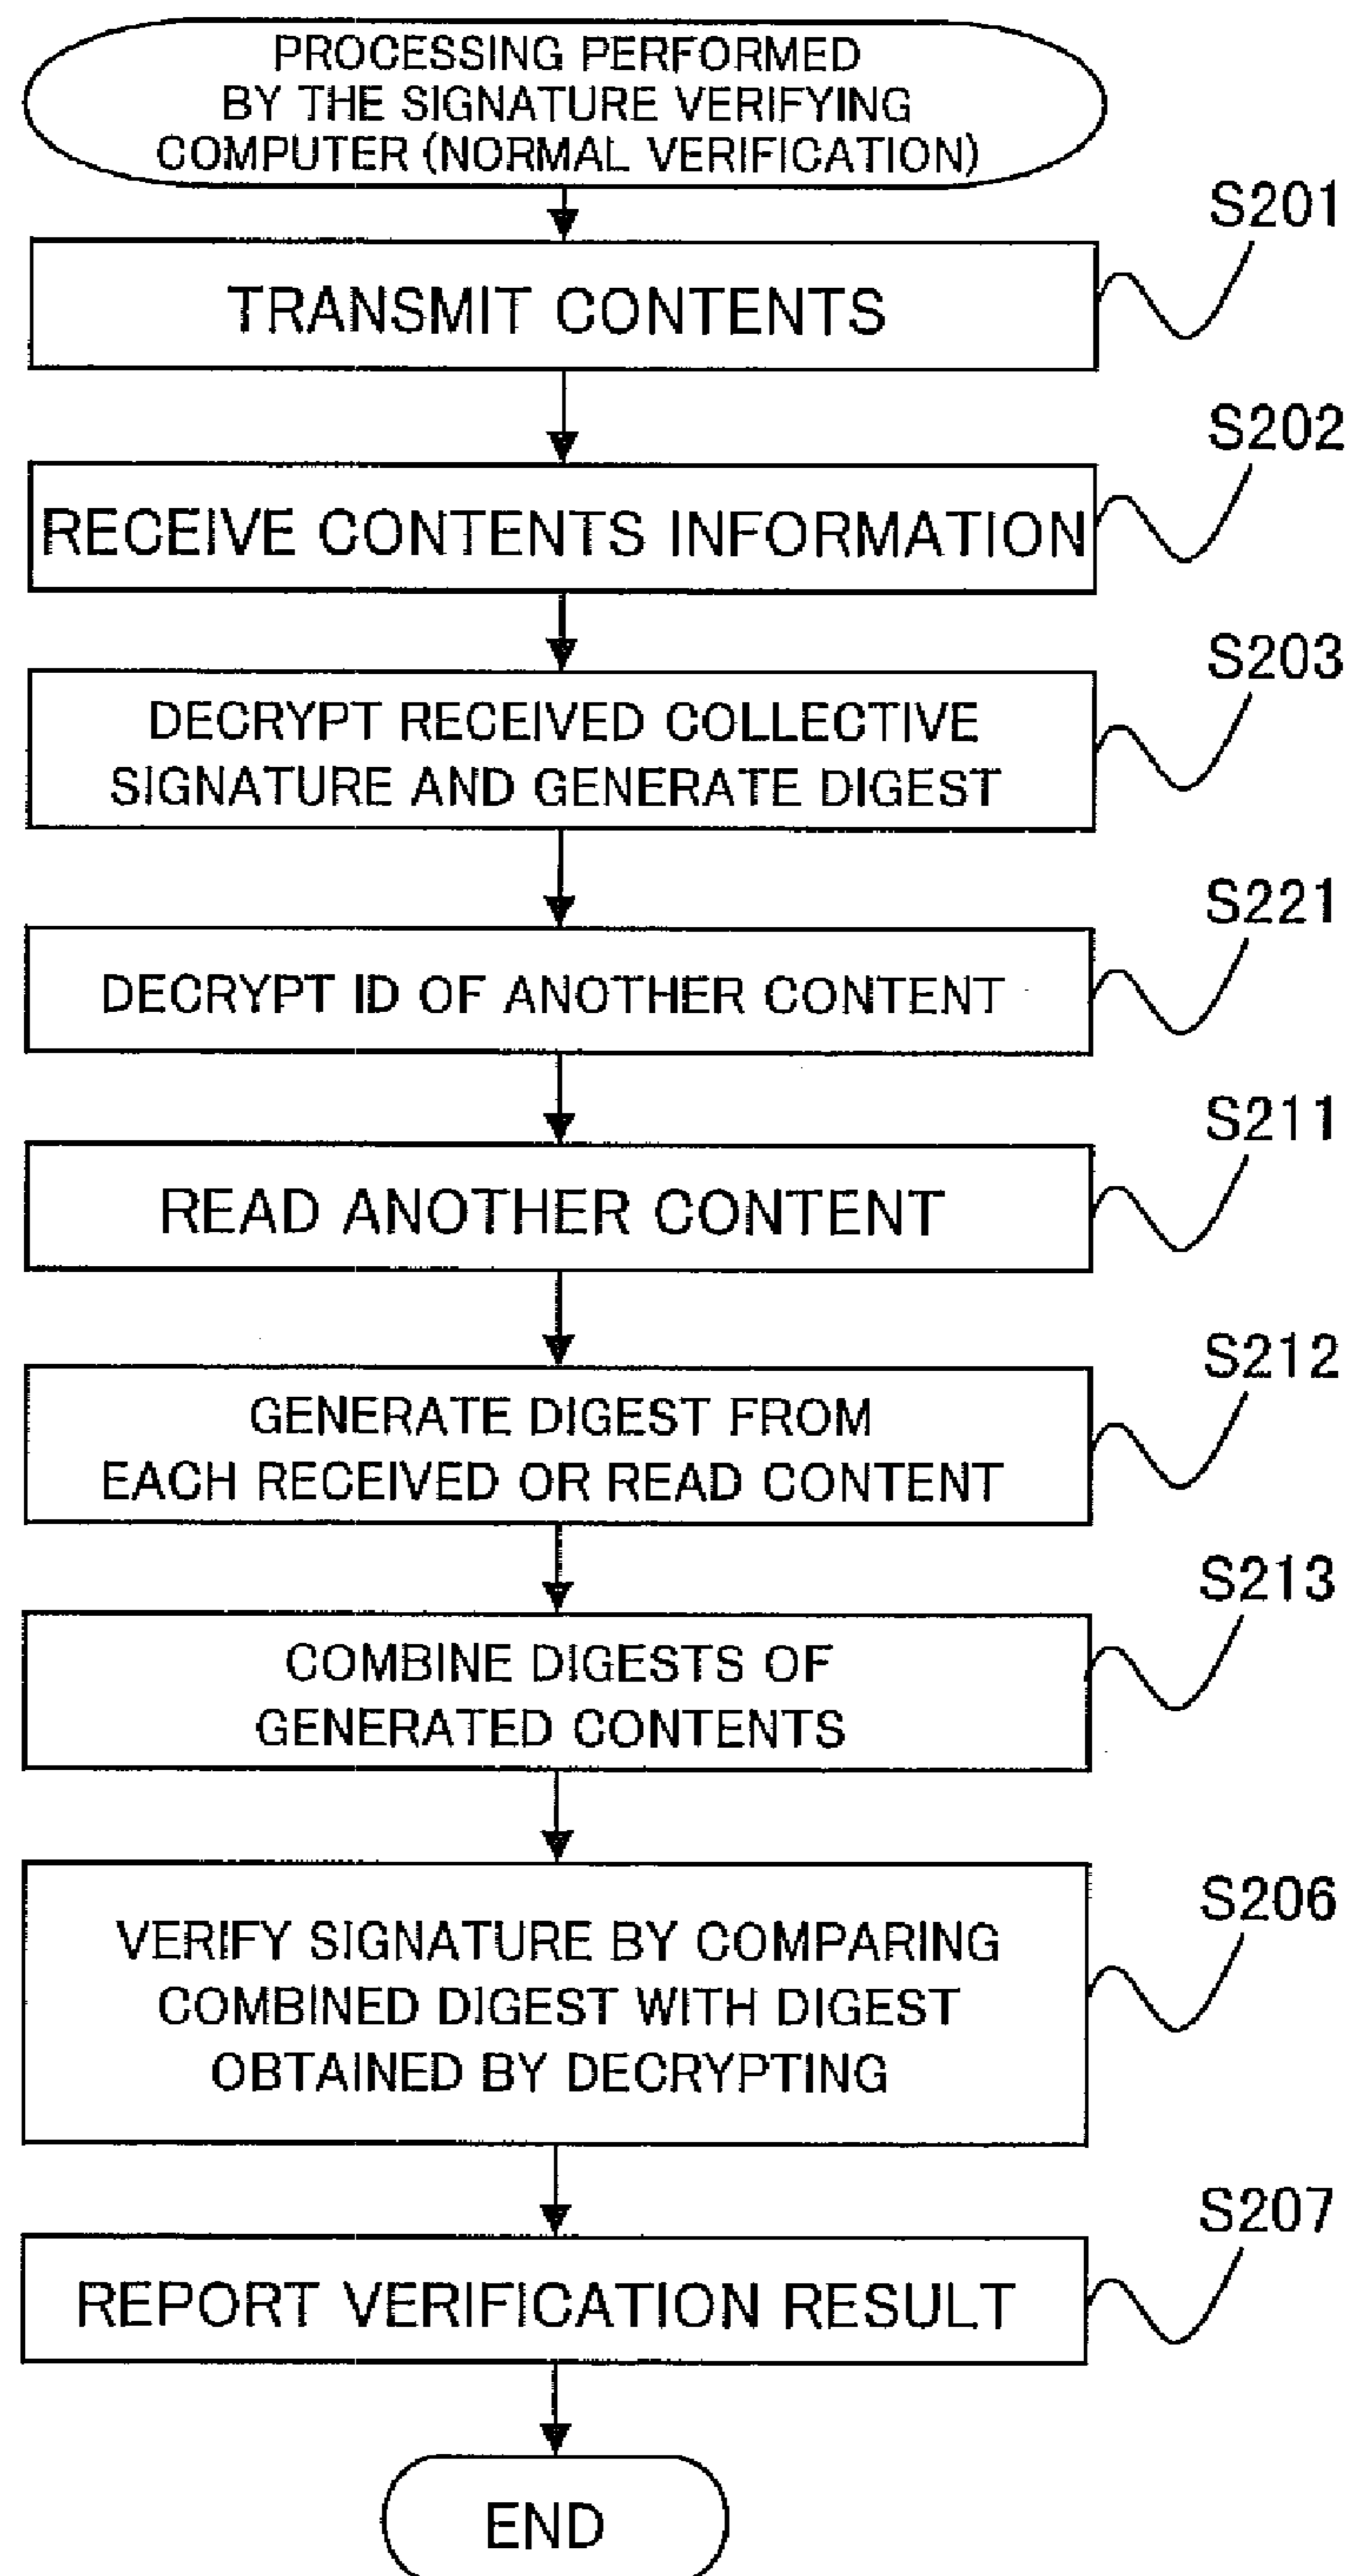 PROCESSING PERFORMED
BY THE SIGNATURE VERIFYING
COMPUTER (NORMAL VERIFICATION)
S201
TRANSMIT CONTENTS
S202
RECEIVE CONTENTS INFORMATION
S203
DECRYPT RECEIVED COLLECTIVE
SIGNATURE AND GENERATE DIGEST
S221
DECRYPT ID OF ANOTHER CONTENT
S211
READ ANOTHER CONTENT
S212
GENERATE DIGEST FROM
EACH RECEIVED OR READ CONTENT
S213
COMBINE DIGESTS OF
GENERATED CONTENTS
S206
VERIFY SIGNATURE BY COMPARING
COMBINED DIGEST WITH DIGEST
OBTAINED BY DECRYPTING
S207
REPORT VERIFICATION RESULT
END